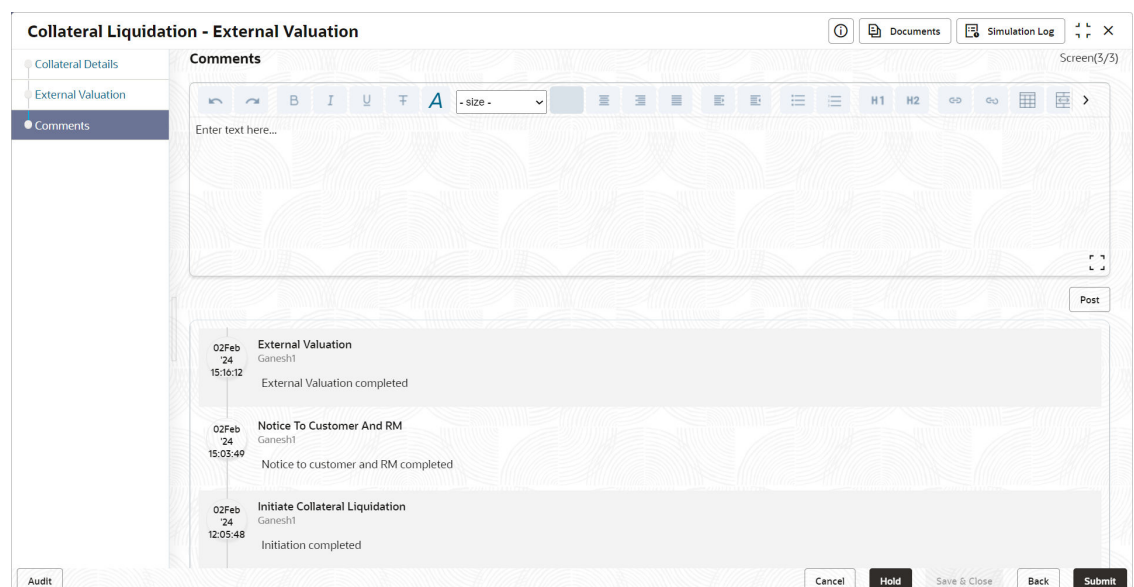 Collateral Liquidation - External Valuation
Documents
Simulation Log
Collateral Details
External Valuation
Comments
Comments
Screen(3/3)
B I U T A - size - H1 H2
Enter text here...
Post
02Feb
'24
15:16:12
External Valuation
Ganesh1
External Valuation completed
02Feb
'24
15:03:49
Notice To Customer And RM
Ganesh1
Notice to customer and RM completed
02Feb
'24
12:05:48
Initiate Collateral Liquidation
Ganesh1
Initiation completed
Audit
Cancel
Hold
Save & Close
Back
Submit